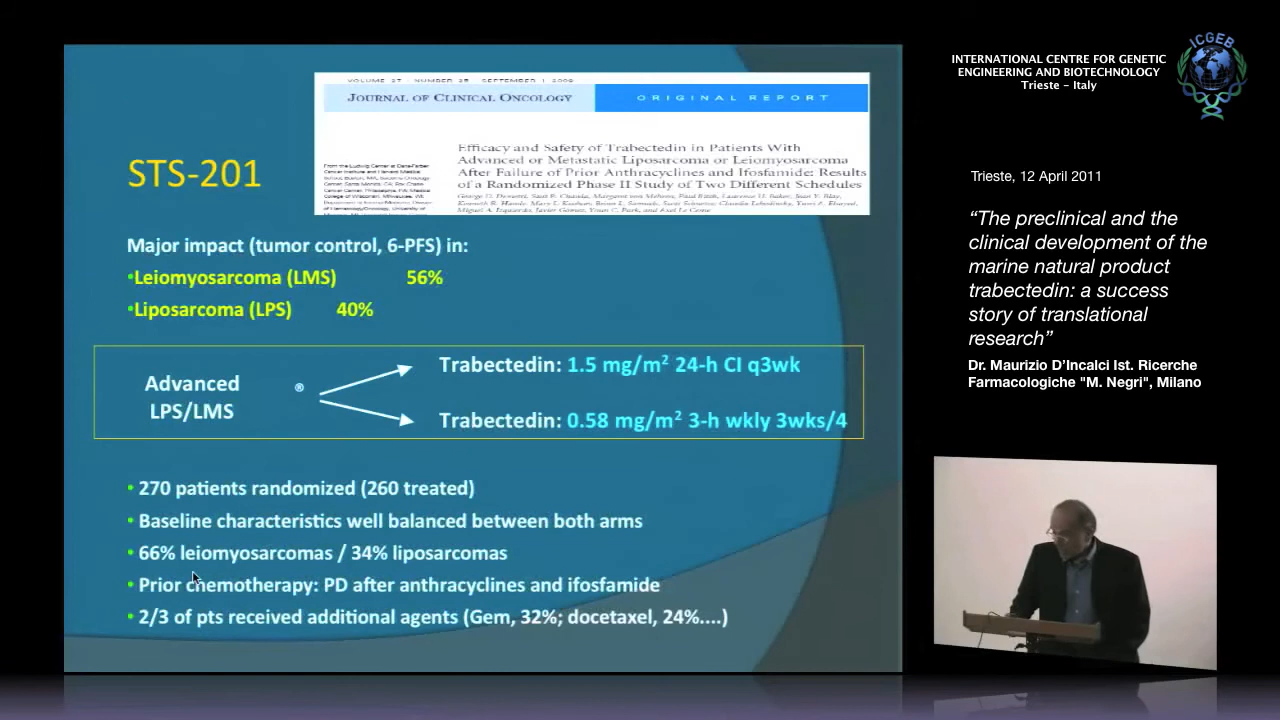 VOLUME 27 · NUMBER 25 · SEPTEMBER 1 2009
JOURNAL OF CLINICAL ONCOLOGY
ORIGINAL REPORT
Efficacy and Safety of Trabectedin in Patients With
Advanced or Metastatic Liposarcoma or Leiomyosarcoma
After Failure of Prior Anthracyclines and Ifosfamide: Results
of a Randomized Phase II Study of Two Different Schedules
STS-201
Major impact (tumor control, 6-PFS) in:
•Leiomyosarcoma (LMS) 56%
•Liposarcoma (LPS) 40%
Advanced
LPS/LMS
®
Trabectedin: 1.5 mg/m² 24-h CI q3wk
Trabectedin: 0.58 mg/m² 3-h wkly 3wks/4
• 270 patients randomized (260 treated)
• Baseline characteristics well balanced between both arms
• 66% leiomyosarcomas / 34% liposarcomas
• Prior chemotherapy: PD after anthracyclines and ifosfamide
• 2/3 of pts received additional agents (Gem, 32%; docetaxel, 24%....)
INTERNATIONAL CENTRE FOR GENETIC
ENGINEERING AND BIOTECHNOLOGY
Trieste - Italy
ICGEB
Trieste, 12 April 2011
“The preclinical and the
clinical development of the
marine natural product
trabectedin: a success
story of translational
research”
Dr. Maurizio D'Incalci Ist. Ricerche
Farmacologiche "M. Negri", Milano